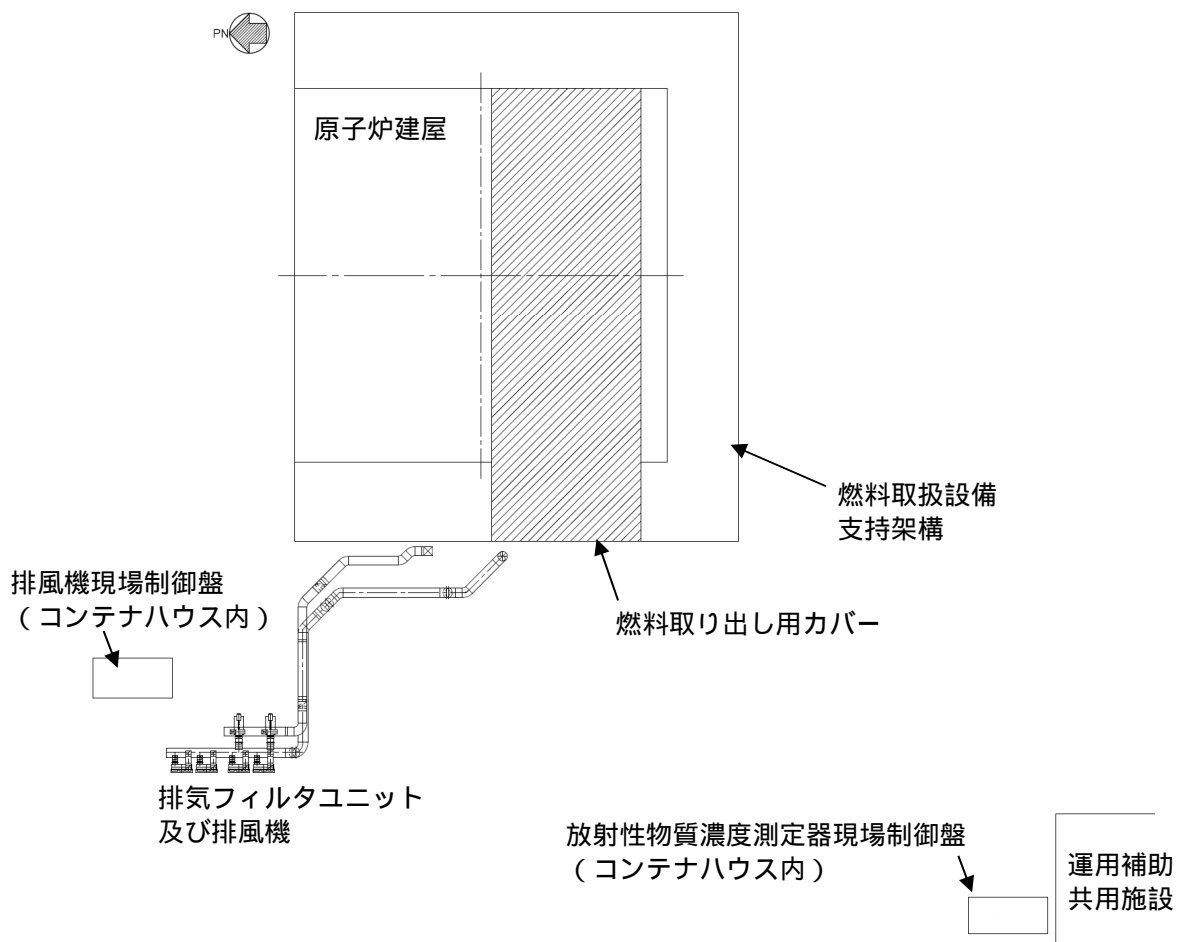 PN
原子炉建屋
燃料取扱設備
支持架構
排風機現場制御盤
（コンテナハウス内）
燃料取り出し用カバー
排気フィルタユニット
及び排風機
放射性物質濃度測定器現場制御盤
（コンテナハウス内）
運用補助
共用施設